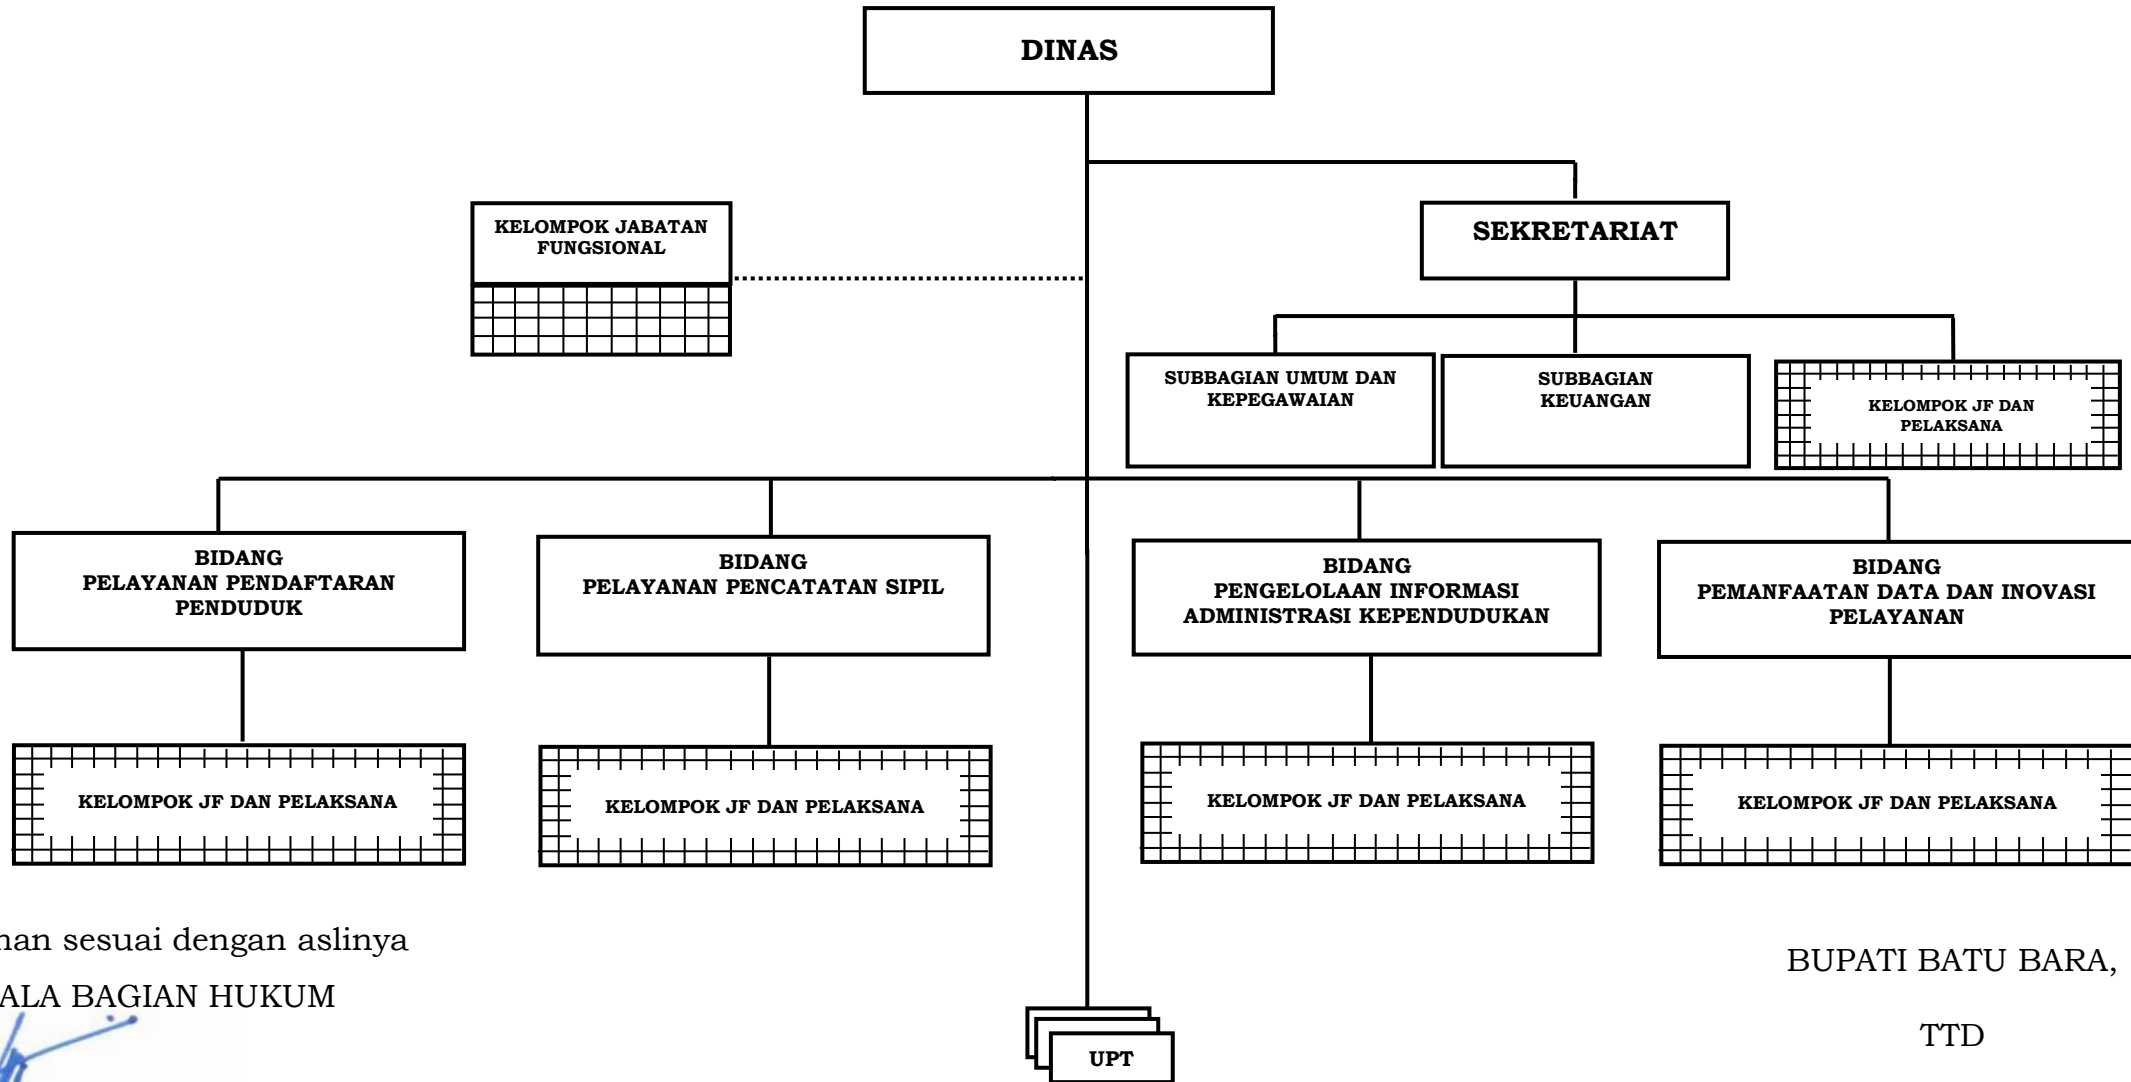 DINAS
KELOMPOK JABATAN
FUNGSIONAL
SEKRETARIAT
SUBBAGIAN UMUM DAN
KEPEGAWAIAN
SUBBAGIAN
KEUANGAN
KELOMPOK JF DAN
PELAKSANA
BIDANG
PELAYANAN PENDAFTARAN
PENDUDUK
BIDANG
PELAYANAN PENCATATAN SIPIL
BIDANG
PENGELOLAAN INFORMASI
ADMINISTRASI KEPENDUDUKAN
BIDANG
PEMANFAATAN DATA DAN INOVASI
PELAYANAN
KELOMPOK JF DAN PELAKSANA
KELOMPOK JF DAN PELAKSANA
KELOMPOK JF DAN PELAKSANA
KELOMPOK JF DAN PELAKSANA
sesuai dengan aslinya
BAGIAN HUKUM
BUPATI BATU BARA,
TTD
UPT